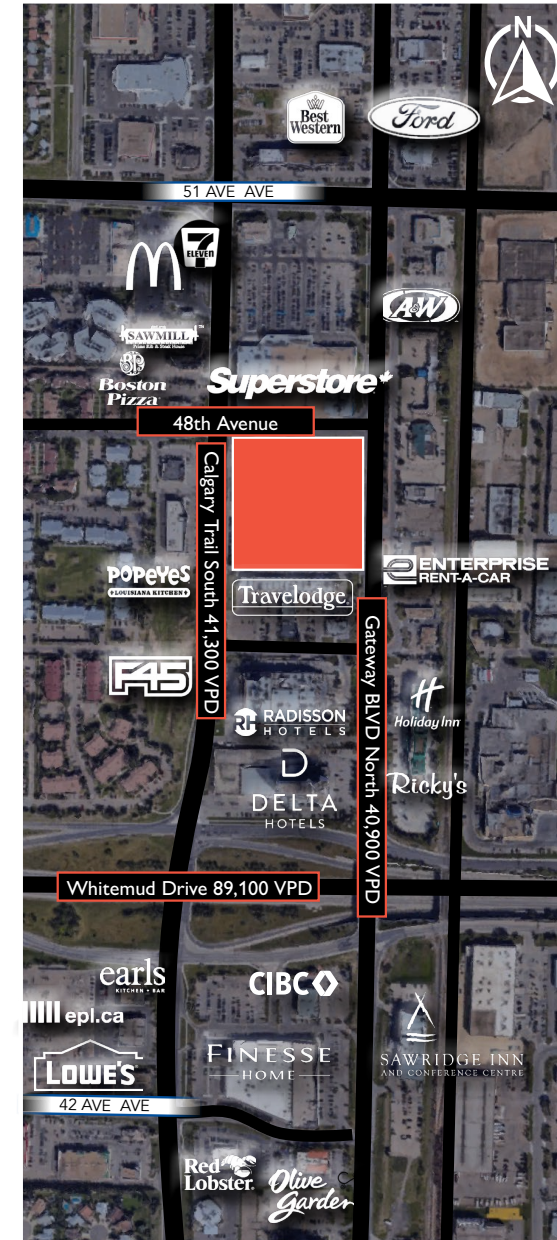 N
Best
Western
Ford
51 AVE AVE
7
ELEVEN
A&W
SAWMILL
Prime Rib & Steak House
BP
Boston
Pizza
Superstore
48th Avenue
Calgary Trail South 41,300 VPD
POPEYES
LOUISIANA KITCHEN
e ENTERPRISE
RENT-A-CAR
Travelodge
Gateway BLVD North 40,900 VPD
F45
H
Holiday Inn
RH RADISSON
HOTELS
D
DELTA
HOTELS
Ricky's
Whitemud Drive 89,100 VPD
earls
KITCHEN + BAR
CIBC
epl.ca
FINESSE
HOME
SAWRIDGE INN
AND CONFERENCE CENTRE
LOWE'S
42 AVE AVE
Red
Lobster
Olive
Garden